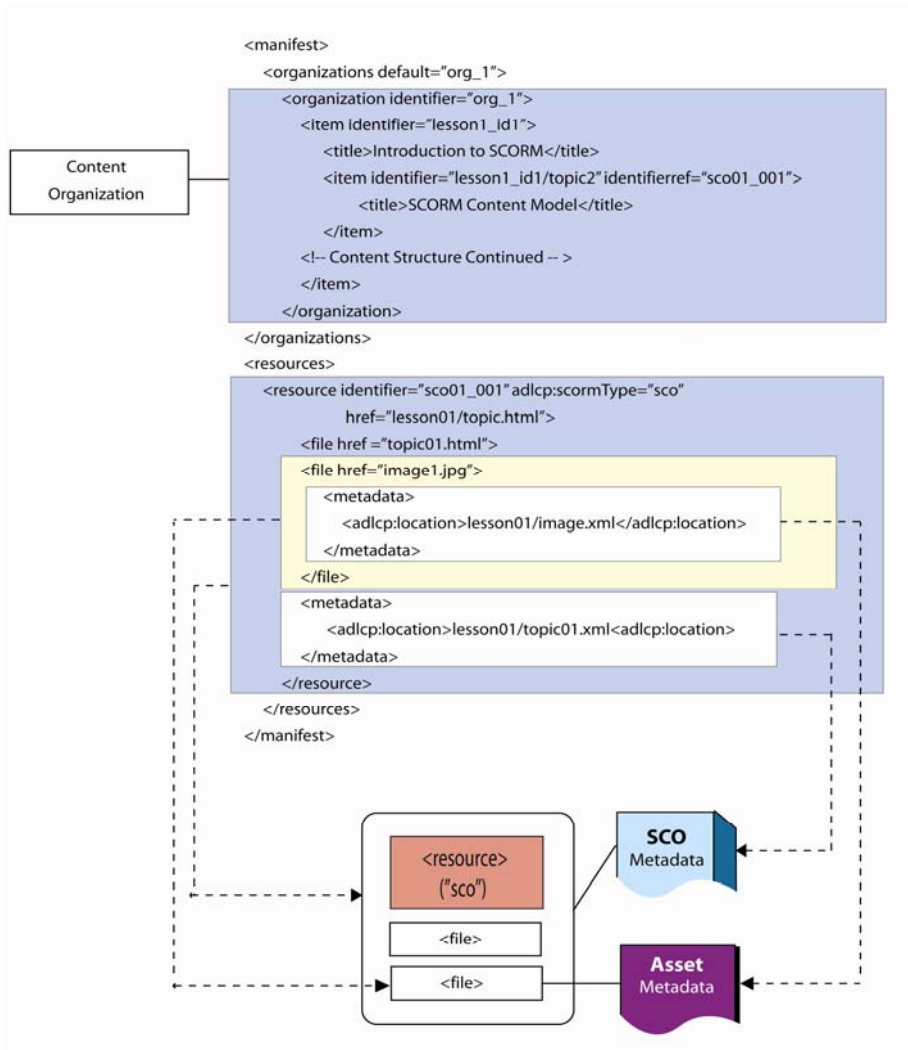 <manifest>
<organizations default="org_1">
<organization identifier="org_1">
<item identifier="lesson1_id1">
<title>Introduction to SCORM</title>
<item identifier="lesson1_id1/topic2" identifierref="sco01_001">
<title>SCORM Content Model</title>
</item>
<!-- Content Structure Continued -- >
</item>
</organization>
</organizations>
Content
Organization
<resources>
<resource identifier="sco01_001" adlcp:scormType="sco"
href="lesson01/topic.html">
<file href ="topic01.html">
<file href="image1.jpg">
<metadata>
<adlcp:location>lesson01/image.xml</adlcp:location>
</metadata>
</file>
<metadata>
<adlcp:location>lesson01/topic01.xml<adlcp:location>
</metadata>
</resource>
</resources>
</manifest>
<resource>
("sco")
<file>
<file>
SCO
Metadata
Asset
Metadata